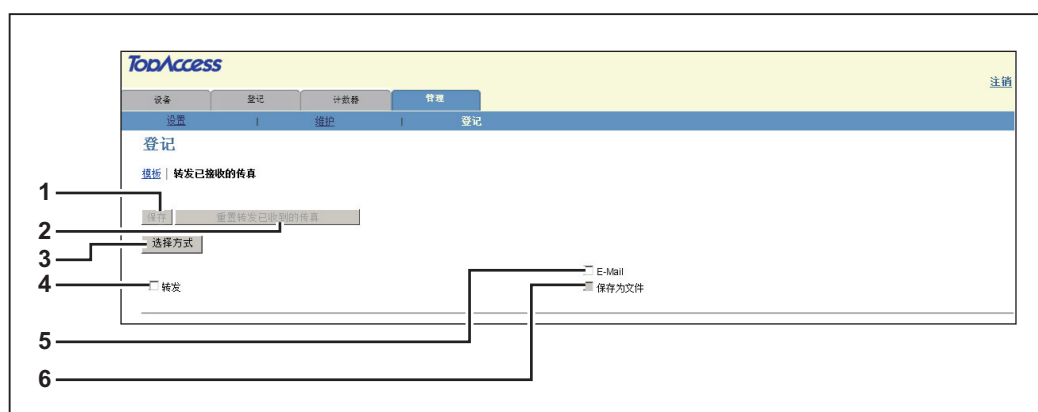 TopAccess
注销
设备 登记 计数器 管理
设置 | 维护 | 登记
登记
模板 | 转发已接收的传真
1
保存 重置转发已收到的传真
2
选择方式
3
E-Mail
4
转发
保存为文件
5
6